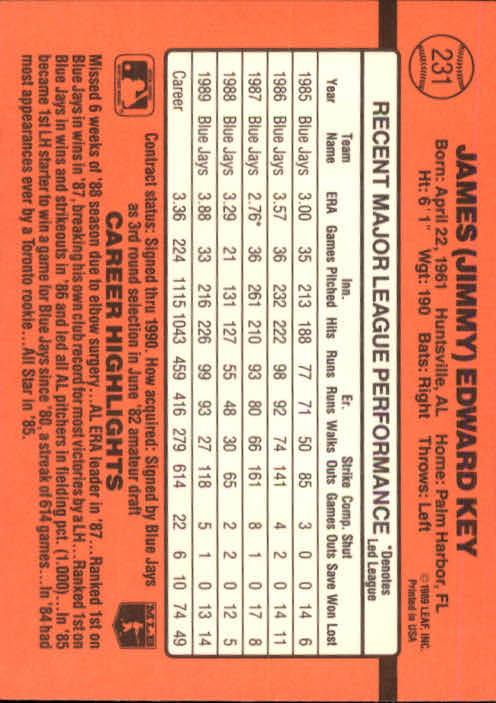 231
JAMES (JIMMY) EDWARD KEY
Born: April 22, 1961 Huntsville, AL Home: Palm Harbor, FL
Ht: 6' 1" Wgt: 190 Bats: Right Throws: Left
© 1989 LEAF, INC.
Printed in USA
RECENT MAJOR LEAGUE PERFORMANCE *Denotes Led League
Team Inn. Er. Strike Comp. Shut
Year Name ERA Games Pitched Hits Runs Runs Walks Outs Games Outs Save Won Lost
1985 Blue Jays 3.00 35 213 188 77 71 50 85 3 0 0 14 6
1986 Blue Jays 3.57 36 232 222 98 92 74 141 4 2 0 14 11
1987 Blue Jays 2.76* 36 261 210 93 80 66 161 8 1 0 17 8
1988 Blue Jays 3.29 21 131 127 55 48 30 65 2 2 0 12 5
1989 Blue Jays 3.88 33 216 226 99 93 27 118 5 1 0 13 14
Career 3.36 224 1115 1043 459 416 279 614 22 6 10 74 49
Contract status: Signed thru 1990. How acquired: Signed by Blue Jays
as 3rd round selection in June '82 amateur draft
MLB
CAREER HIGHLIGHTS
Missed 6 weeks of '88 season due to elbow surgery...AL ERA leader in '87...Ranked 1st on
Blue Jays in wins in '87, breaking his own club record for most victories by a LH...Ranked 1st on
Blue Jays in wins and strikeouts in '86 and led all AL pitchers in fielding pct. (1.000)...In '85
became 1st LH starter to win a game for Blue Jays since '80, a streak of 614 games...In '84 had
most appearances ever by a Toronto rookie...All Star in '85.